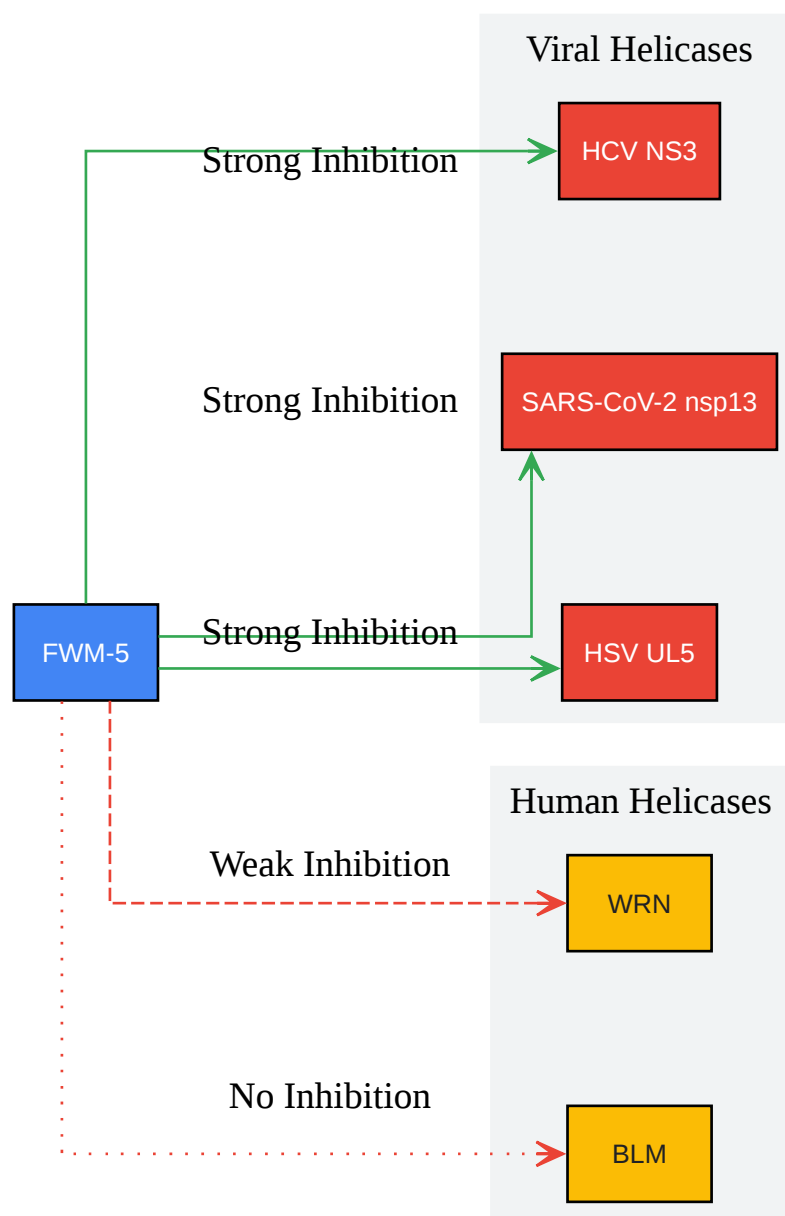 Viral Helicases
Strong Inhibition
HCV NS3
Strong Inhibition
SARS-CoV-2 nsp13
FWM-5
Strong Inhibition
HSV UL5
Human Helicases
Weak Inhibition
WRN
No Inhibition
BLM